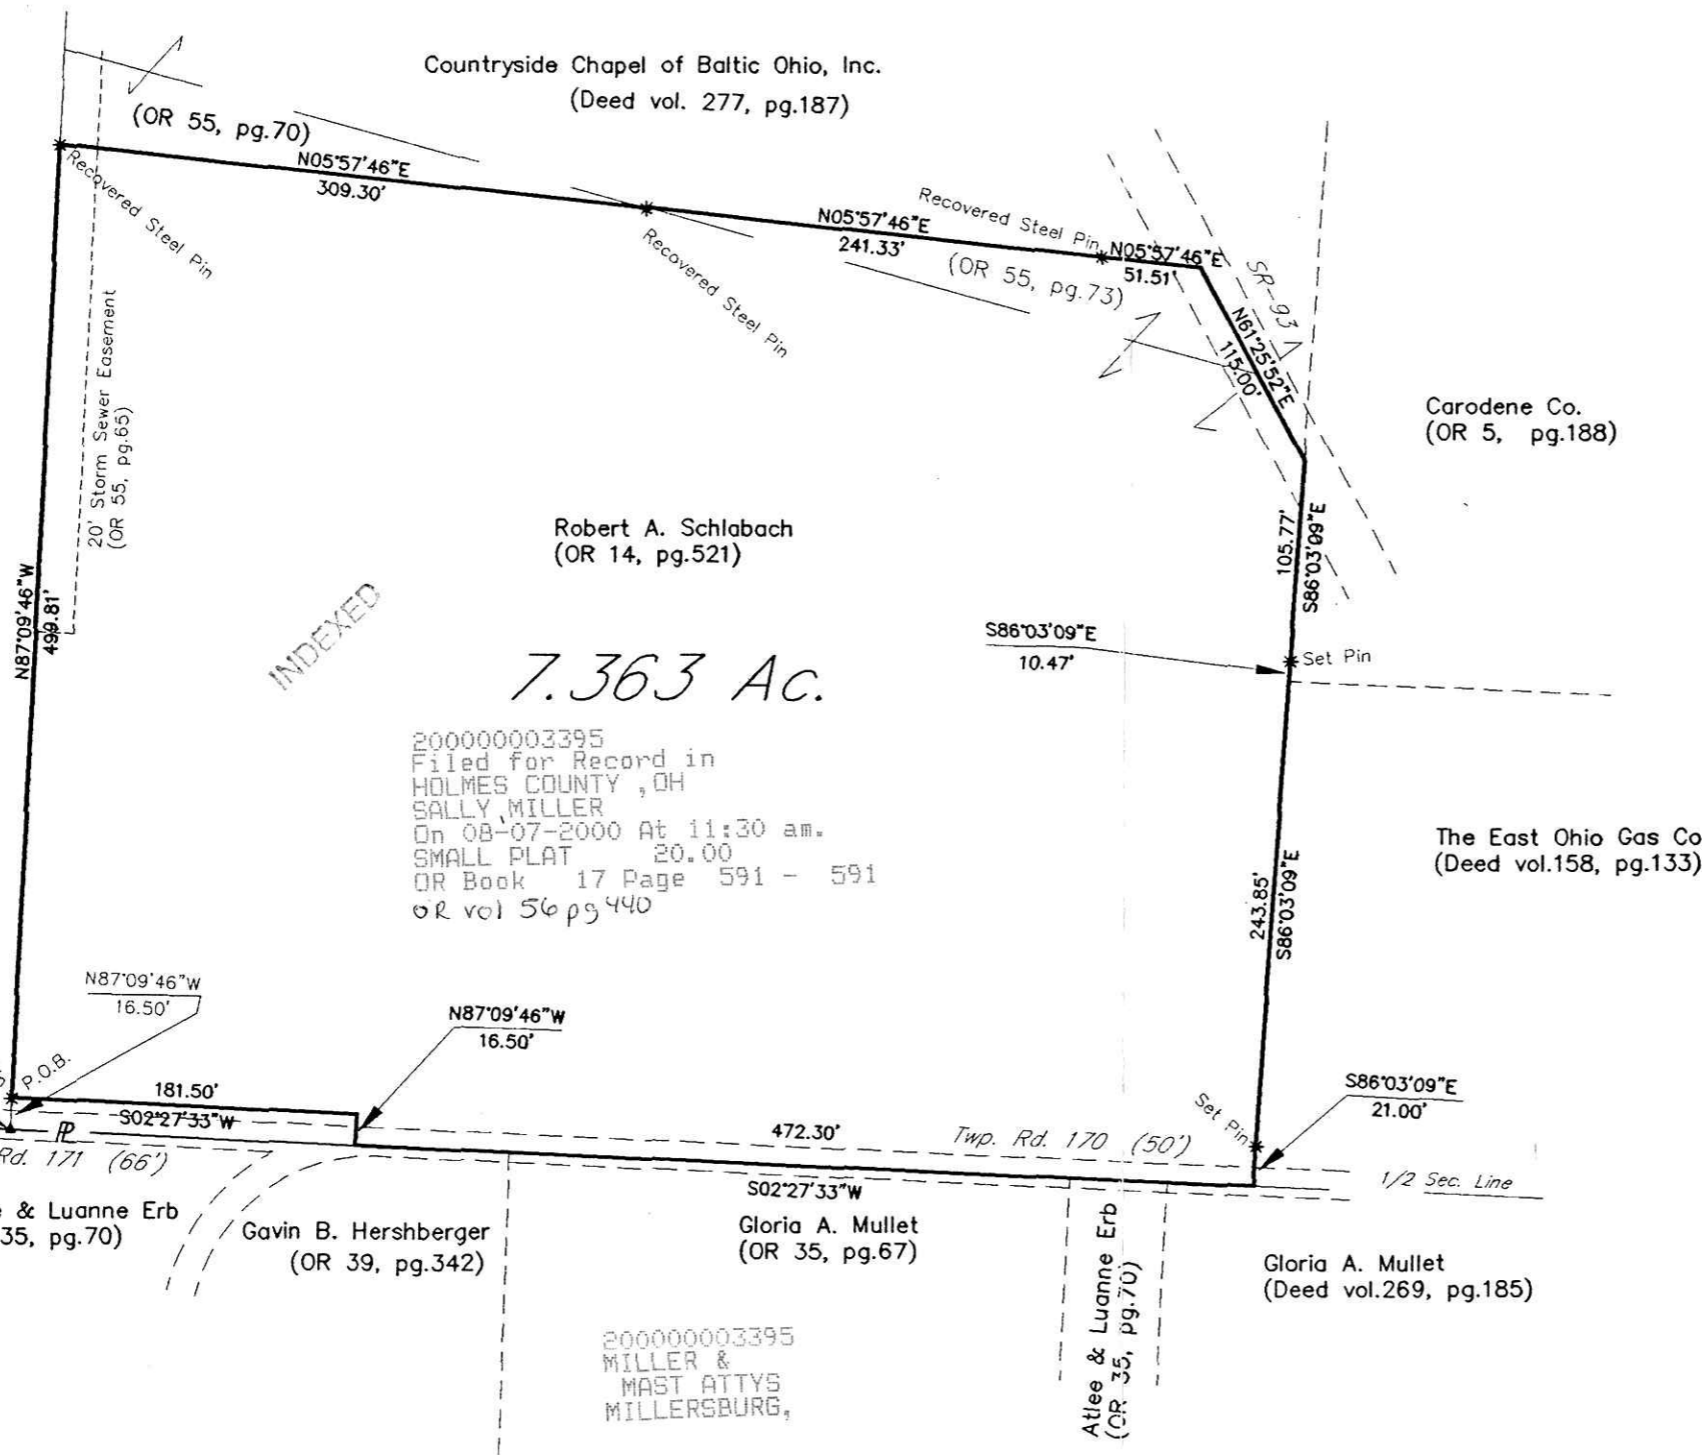 Countryside Chapel of Baltic Ohio, Inc.
(Deed vol. 277, pg.187)
(OR 55, pg.70)
N05°57'46"E
309.30'
Recovered Steel Pin
Recovered Steel Pin
N05°57'46"E
241.33'
Recovered Steel Pin
(OR 55, pg.73)
N05°57'46"E
51.51'
SR-93
N61°25'52"E
115.00'
Carodene Co.
(OR 5, pg.188)
20' Storm Sewer Easement
(OR 55, pg.65)
N87°09'46"W
499.81'
Robert A. Schlabach
(OR 14, pg.521)
105.77'
S86°03'09"E
INDEXED
7.363 Ac.
S86°03'09"E
10.47'
Set Pin
200000003395
Filed for Record in
HOLMES COUNTY , OH
SALLY MILLER
On 08-07-2000 At 11:30 am.
SMALL PLAT 20.00
OR Book 17 Page 591 - 591
OR vol 56 pg 440
The East Ohio Gas Co
(Deed vol.158, pg.133)
243.85'
S86°03'09"E
N87°09'46"W
16.50'
N87°09'46"W
16.50'
P.O.B.
181.50'
S02°27'33"W
PL
Rd. 171 (66')
472.30'
S02°27'33"W
Twp. Rd. 170 (50')
Set Pin
S86°03'09"E
21.00'
1/2 Sec. Line
& Luanne Erb
35, pg.70)
Gavin B. Hershberger
(OR 39, pg.342)
Gloria A. Mullet
(OR 35, pg.67)
Atlee & Luanne Erb
(OR 35, pg.70)
Gloria A. Mullet
(Deed vol.269, pg.185)
200000003395
MILLER &
MAST ATTYS
MILLERSBURG,